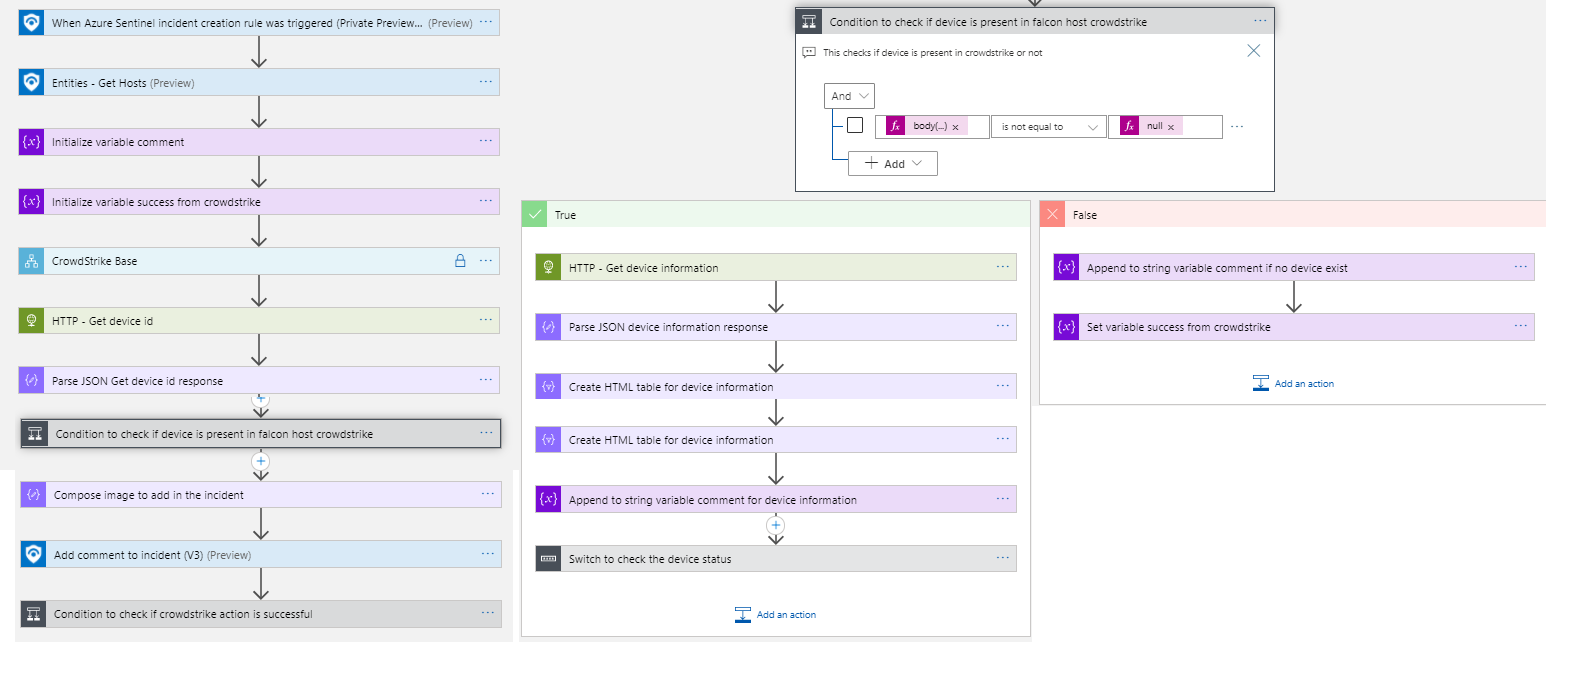 When Azure Sentinel incident creation rule was triggered (Private Preview... (Preview)
Entities - Get Hosts (Preview)
Initialize variable comment
Initialize variable success from crowdstrike
CrowdStrike Base
HTTP - Get device id
Parse JSON Get device id response
Condition to check if device is present in falcon host crowdstrike
Compose image to add in the incident
Add comment to incident (V3) (Preview)
Condition to check if crowdstrike action is successful
Condition to check if device is present in falcon host crowdstrike
This checks if device is present in crowdstrike or not
And
fx body(...) x is not equal to fx null x
Add
True
HTTP - Get device information
Parse JSON device information response
Create HTML table for device information
Create HTML table for device information
Append to string variable comment for device information
Switch to check the device status
Add an action
False
Append to string variable comment if no device exist
Set variable success from crowdstrike
Add an action